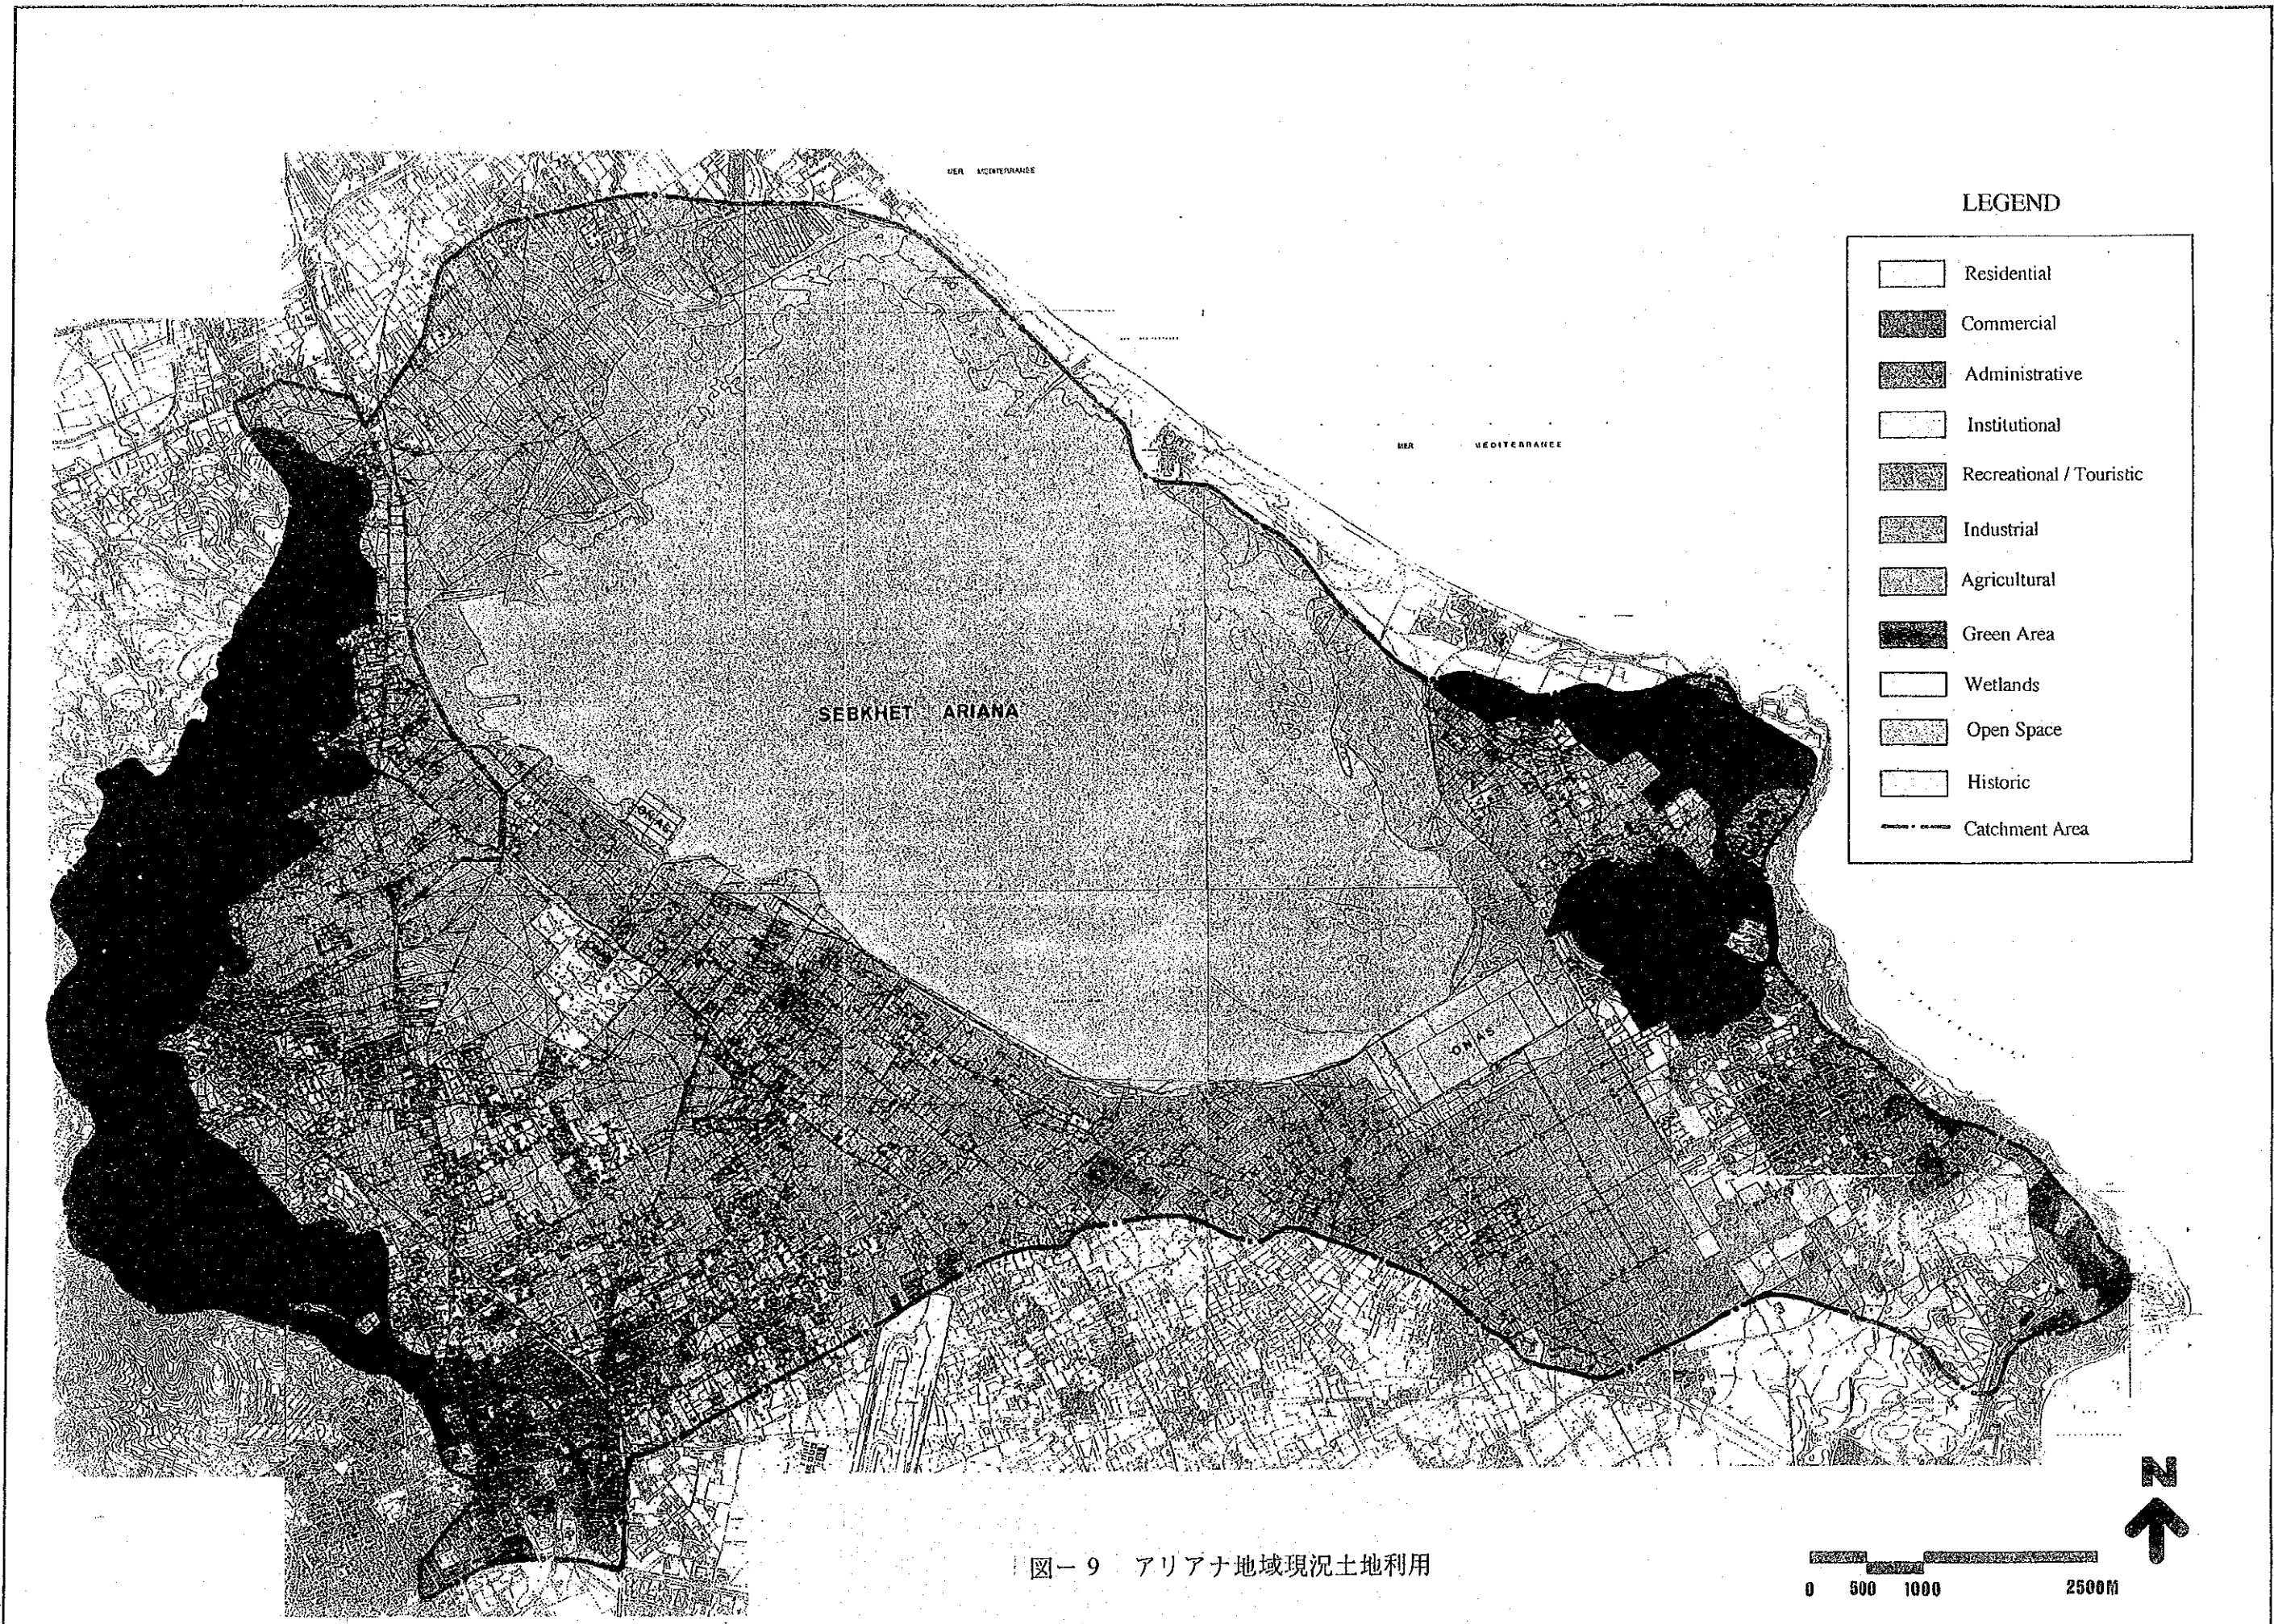 MER MEDITERRANEE
LEGEND
Residential
Commercial
Administrative
Institutional
Recreational / Touristic
Industrial
Agricultural
Green Area
Wetlands
Open Space
Historic
Catchment Area
MER MEDITERRANEE
SEBKHET ARIANA
O.N.A.S
O.N.A.S
N
図－9 アリアナ地域現況土地利用
0 500 1000 2500M